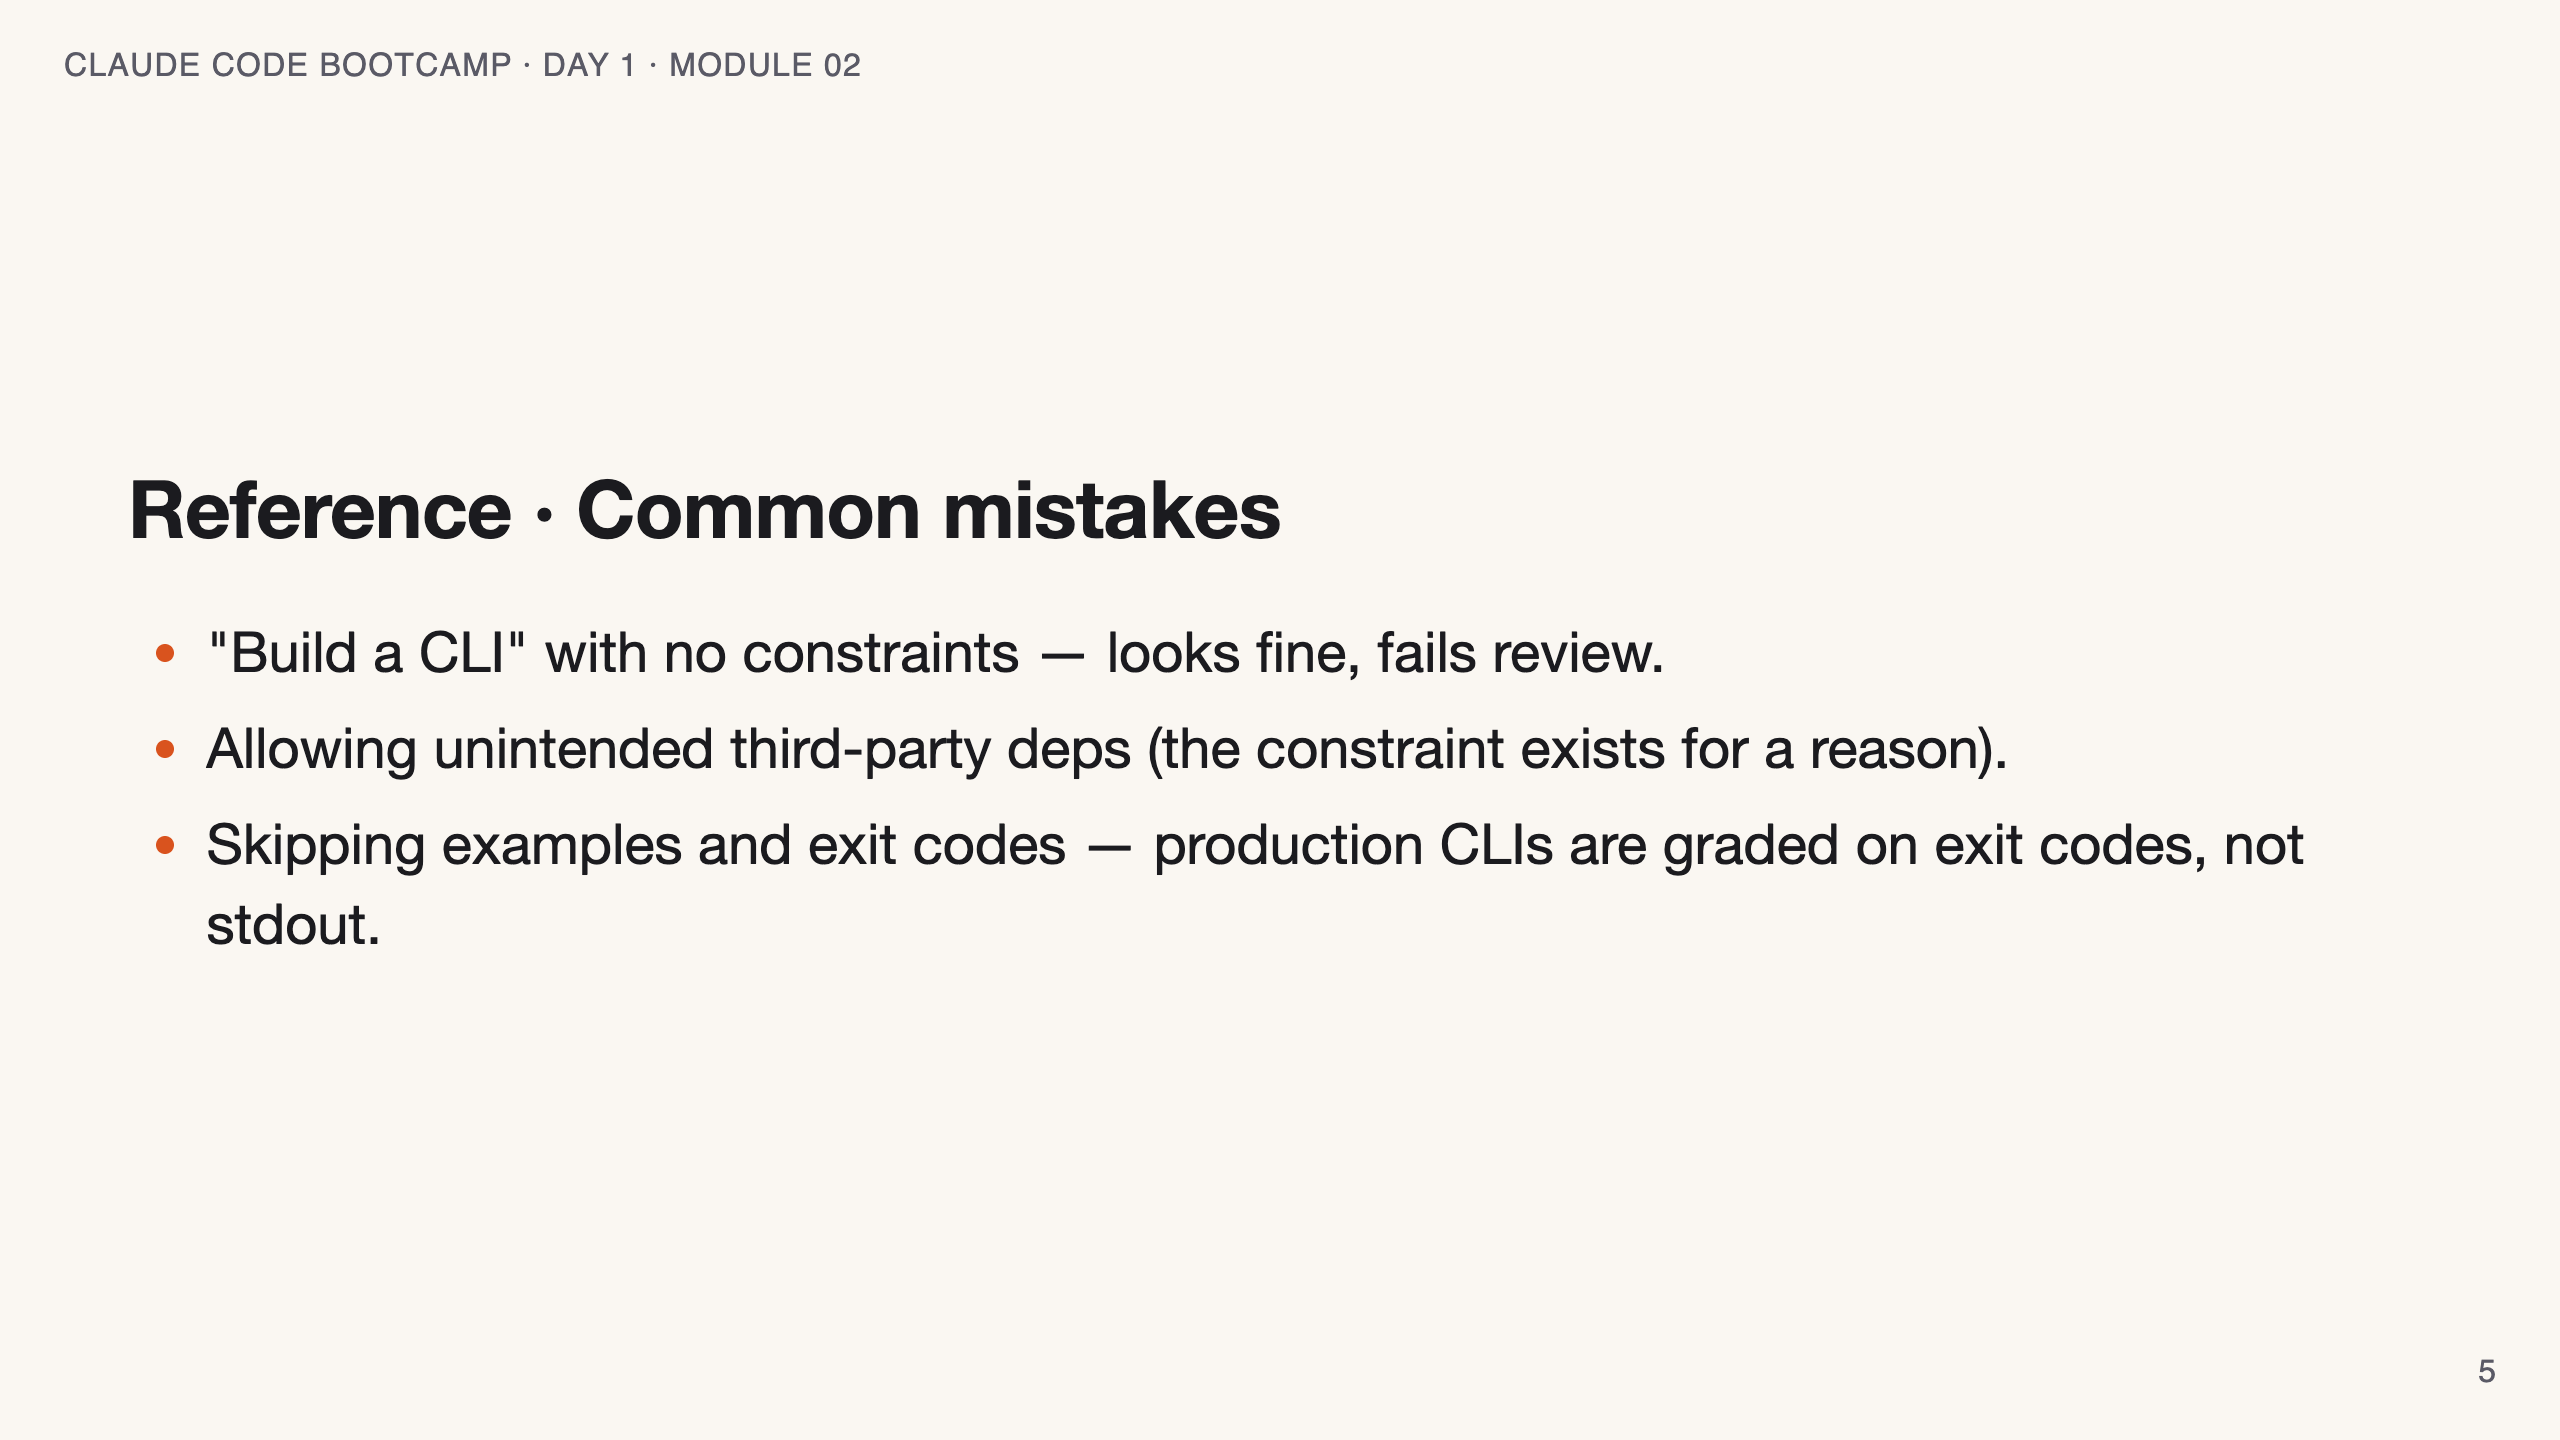 CLAUDE CODE BOOTCAMP · DAY 1 · MODULE 02
Reference · Common mistakes
• "Build a CLI" with no constraints — looks fine, fails review.
• Allowing unintended third-party deps (the constraint exists for a reason).
• Skipping examples and exit codes — production CLIs are graded on exit codes, not
stdout.
5